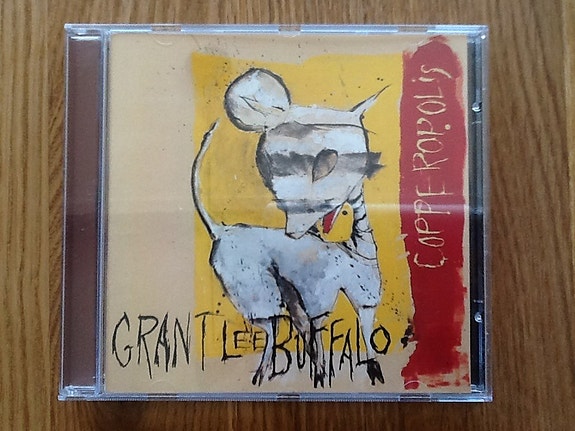 GRANT LEE BUFFALO
COPPEROPOLIS